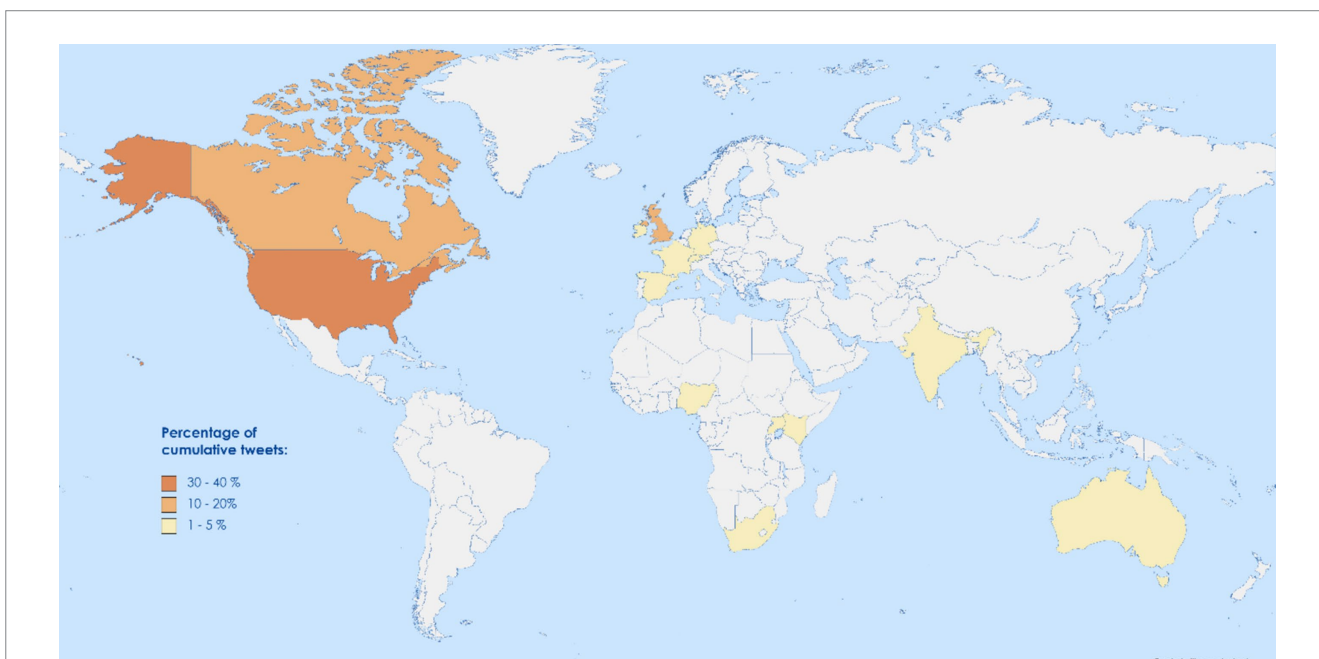 Percentage of
cumulative tweets:
30 - 40 %
10 - 20%
1 - 5 %